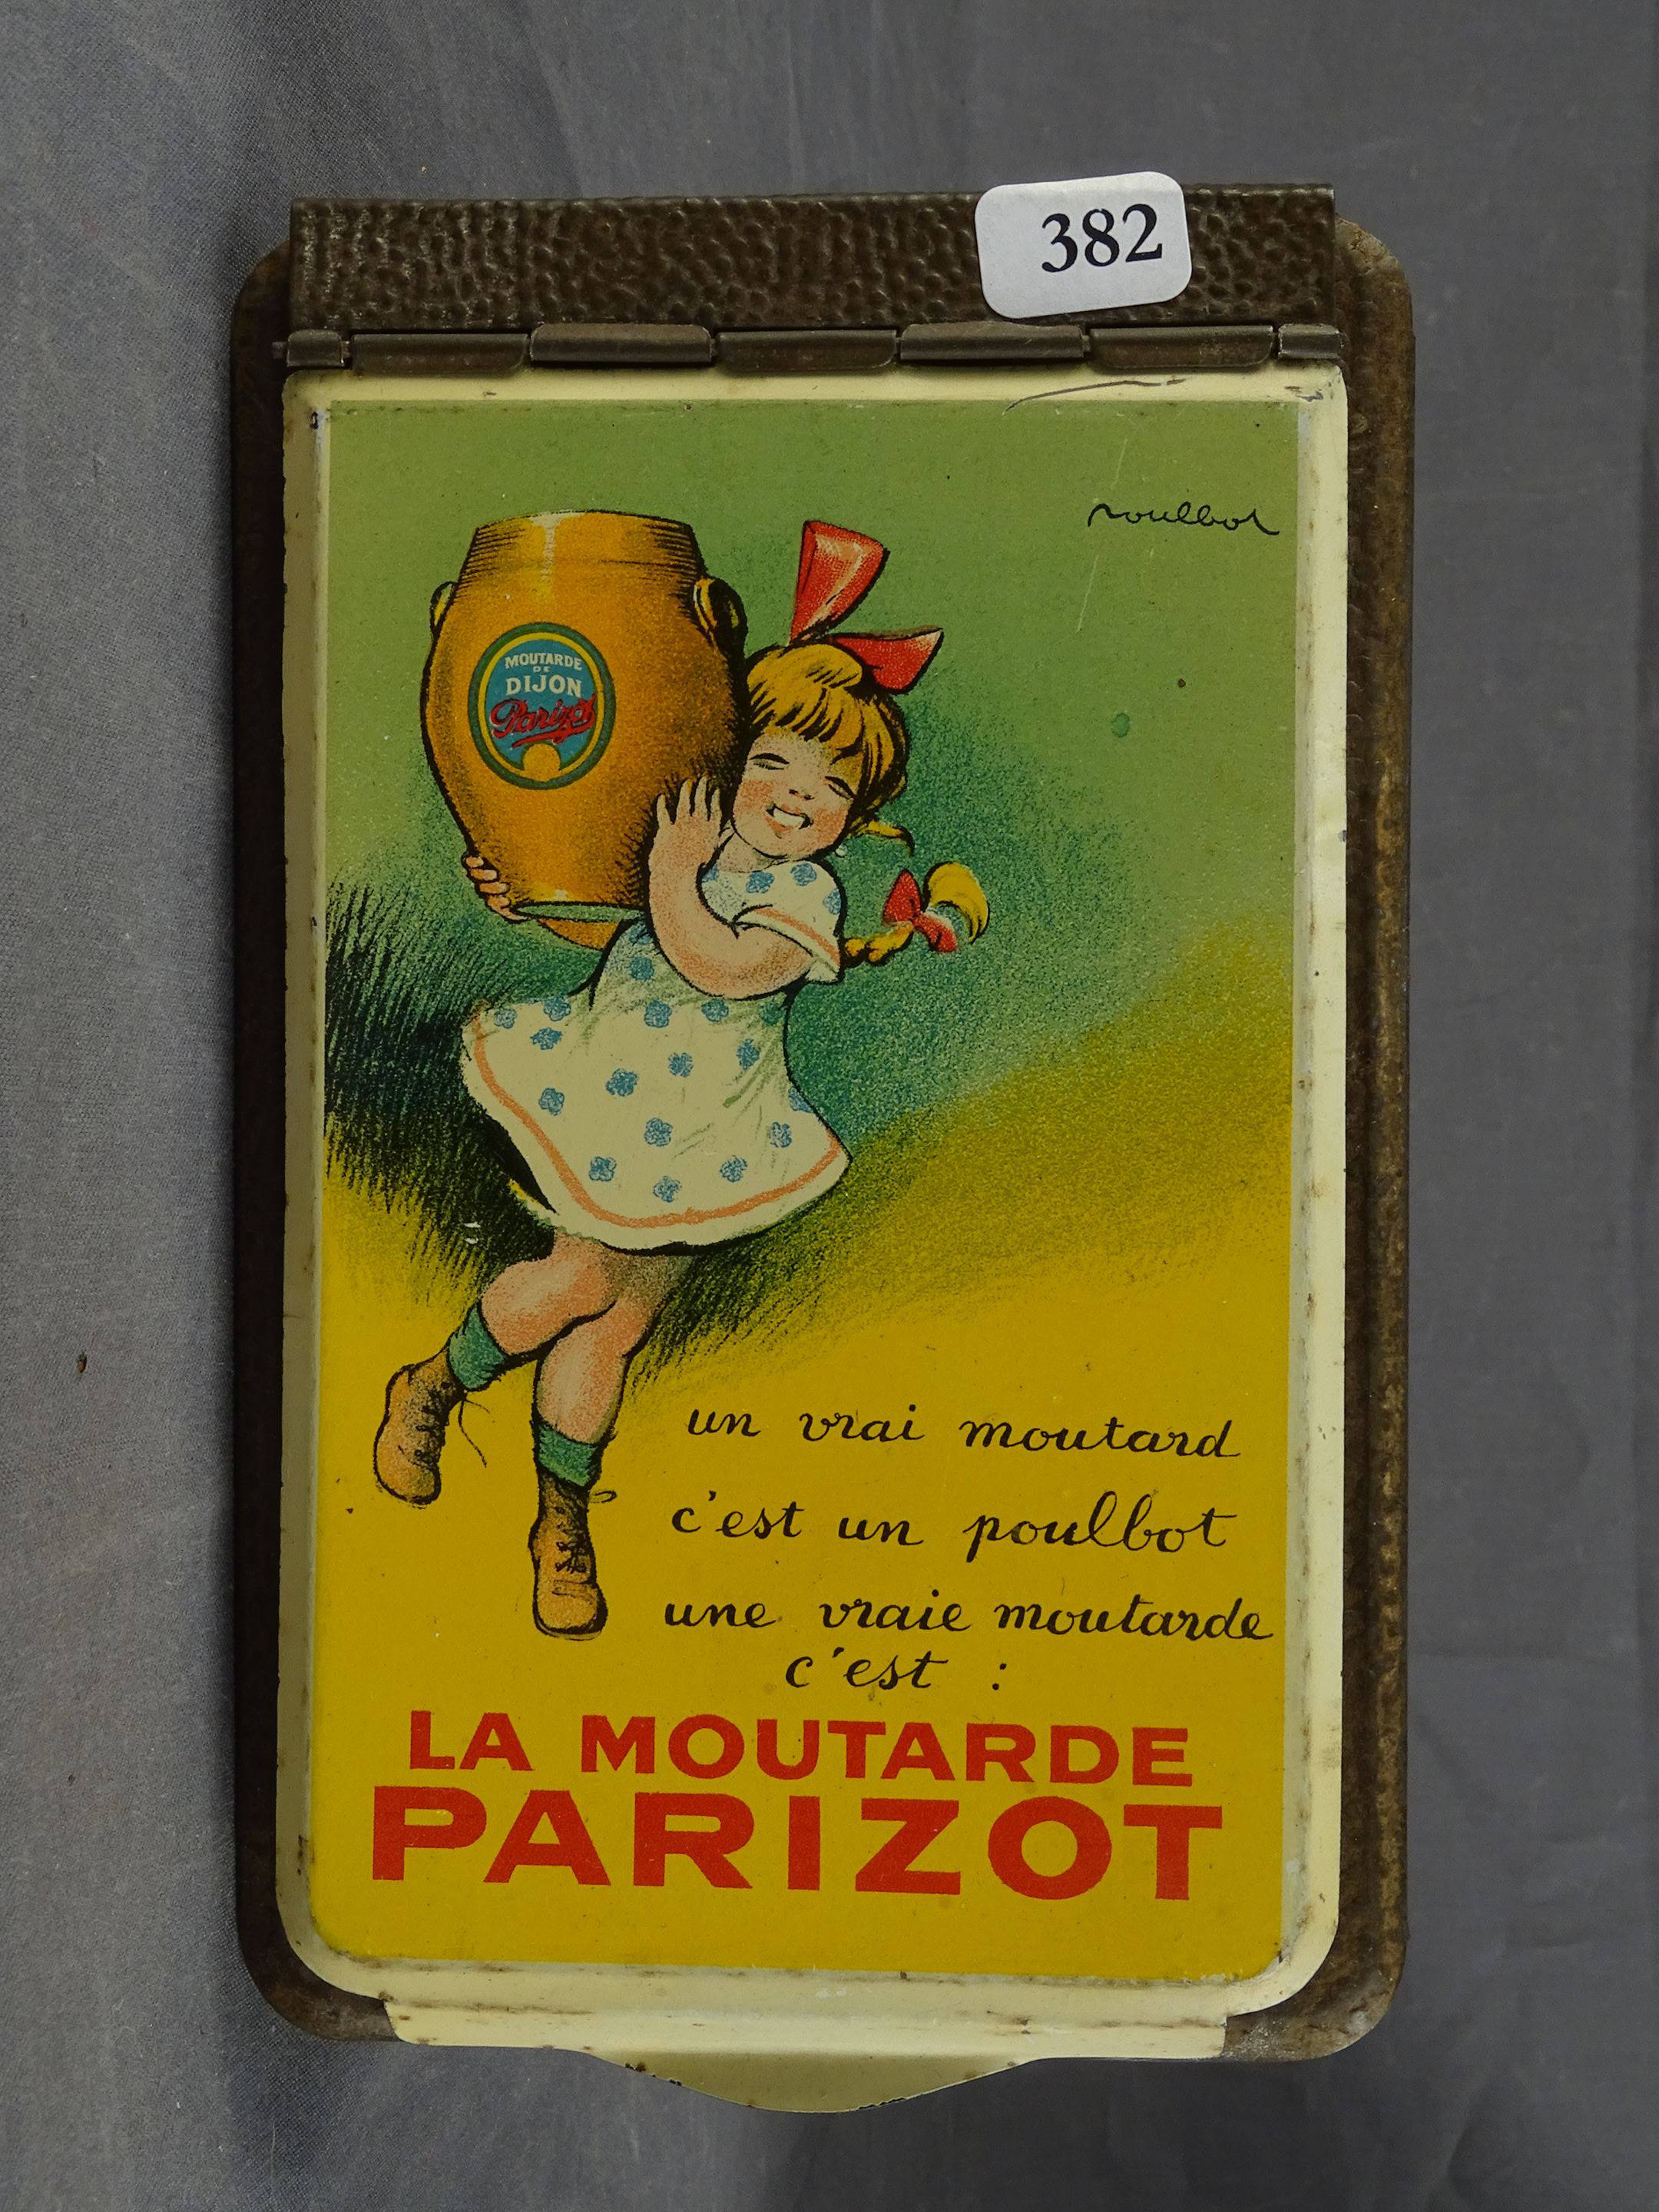 382
poulbot
MOUTARDE
DE
DIJON
Parizot
un vrai moutard
c'est un poulbot
une vraie moutarde
c'est :
LA MOUTARDE
PARIZOT